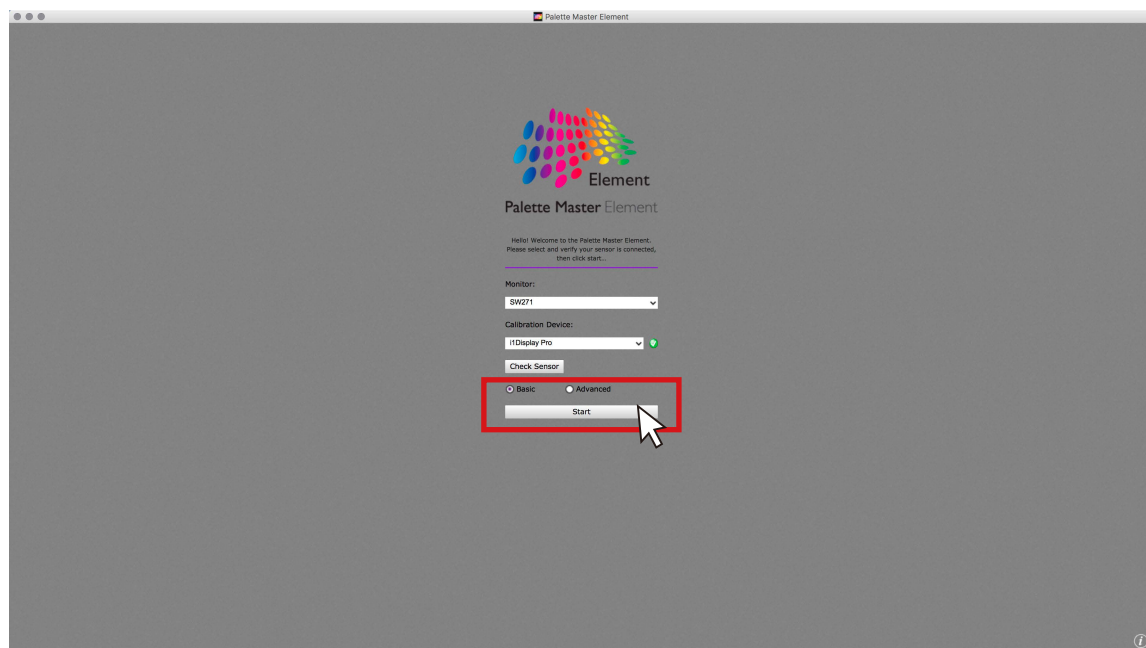 Palette Master Element
Element
Palette Master Element
Hello! Welcome to the Palette Master Element.
Please select and verify your sensor is connected,
then click start...
Monitor:
SW271
Calibration Device:
i1Display Pro
Check Sensor
Basic Advanced
Start
i